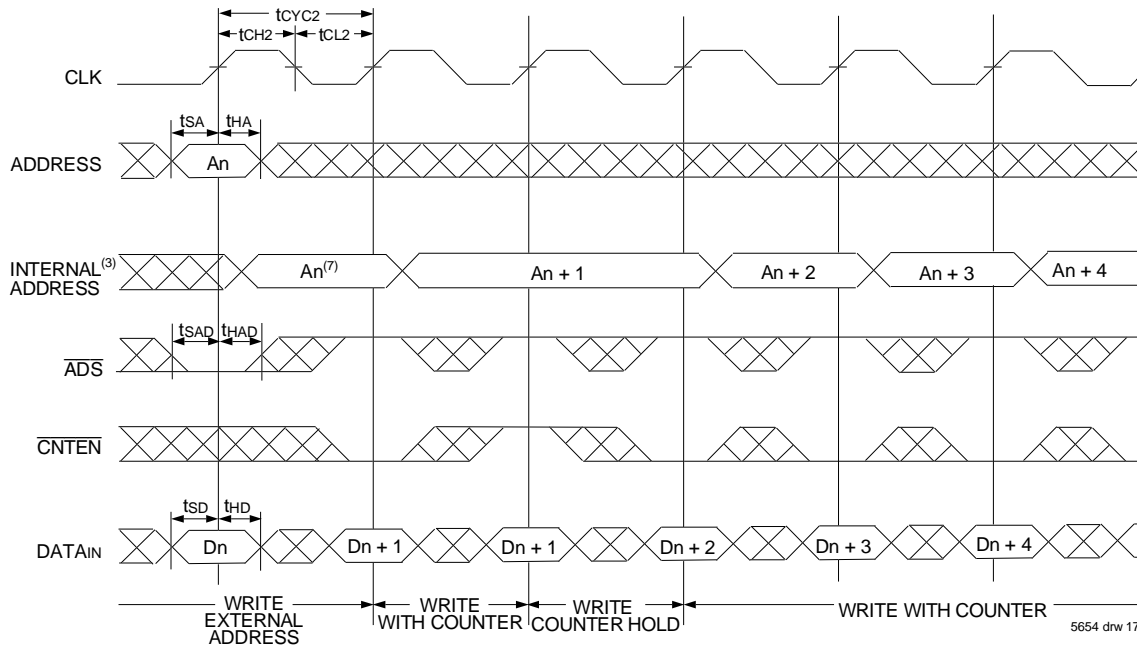 tCYC2
tCH2 tCL2
CLK
tSA tHA
ADDRESS An
INTERNAL(3)
ADDRESS
An(7) An + 1 An + 2 An + 3 An + 4
tSAD tHAD
ADS
CNTEN
tSD tHD
DATAIN Dn Dn + 1 Dn + 1 Dn + 2 Dn + 3 Dn + 4
WRITE
EXTERNAL
ADDRESS
WRITE
WITH COUNTER
WRITE
COUNTER HOLD
WRITE WITH COUNTER
5654 drw 17